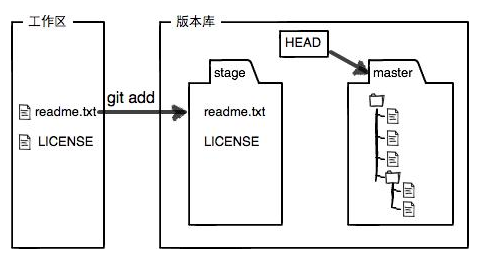 工作区
版本库
HEAD
stage
master
git add
readme.txt
readme.txt
LICENSE
LICENSE